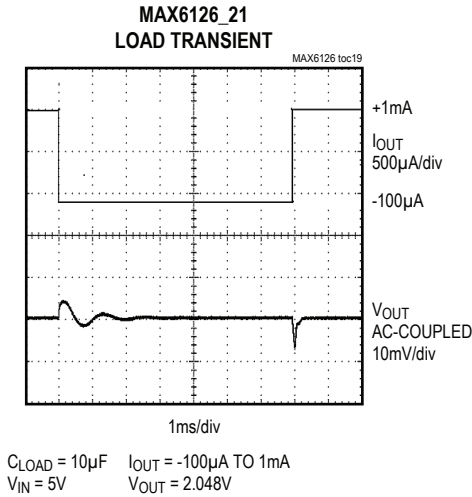 MAX6126_21
LOAD TRANSIENT
MAX6126 toc19
+1mA
IOUT
500µA/div
-100µA
VOUT
AC-COUPLED
10mV/div
1ms/div
CLOAD = 10µF IOUT = -100µA TO 1mA
VIN = 5V VOUT = 2.048V